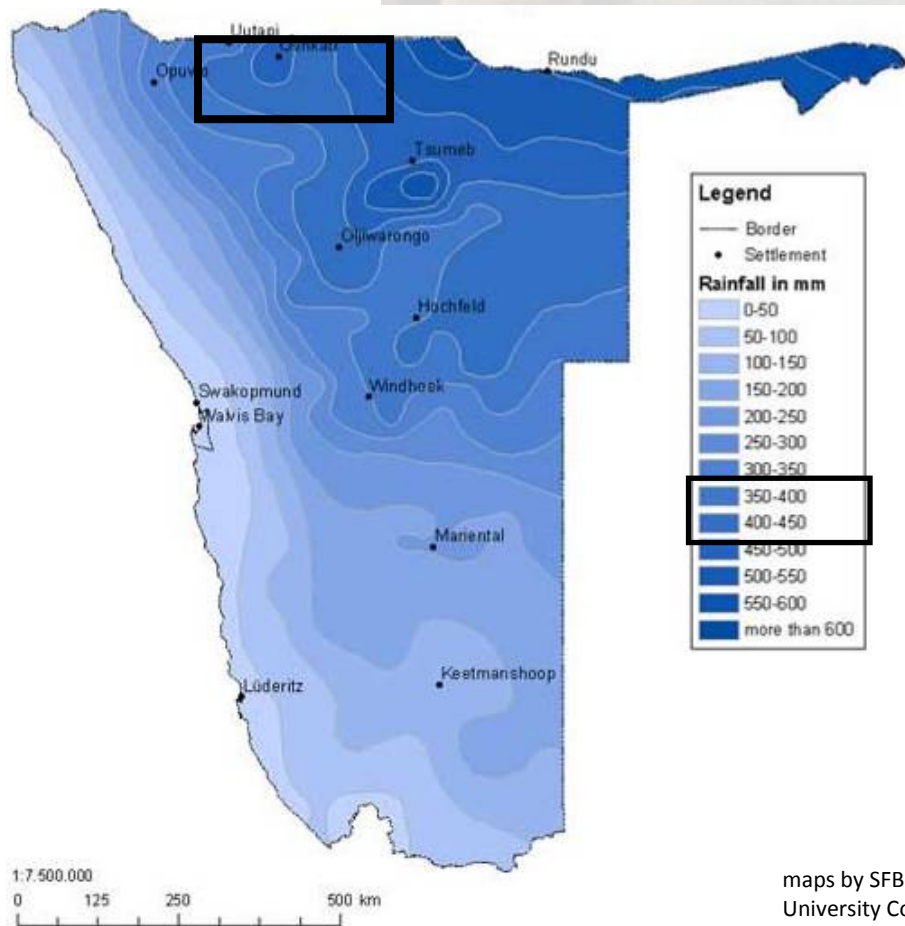 Uutapi
Opuwo
Rundu
Tsumeb
Otjiwarongo
Hochfeld
Windhoek
Swakopmund
Walvis Bay
Mariental
Keetmanshoop
Lüderitz
Legend
Border
Settlement
Rainfall in mm
0-50
50-100
100-150
150-200
200-250
250-300
300-350
350-400
400-450
450-500
500-550
550-600
more than 600
1:7.500.000
0 125 250 500 km
maps by SFB
University Co